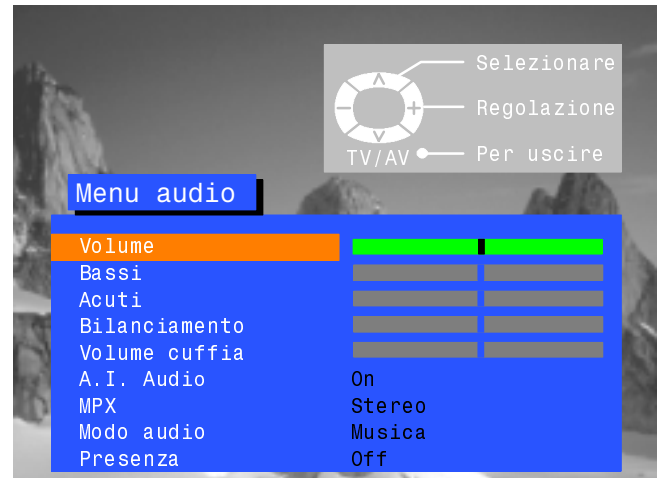 Selezionare
Regolazione
TV/AV Per uscire
Menu audio
Volume
Bassi
Acuti
Bilanciamento
Volume cuffia
A.I. Audio On
MPX Stereo
Modo audio Musica
Presenza Off